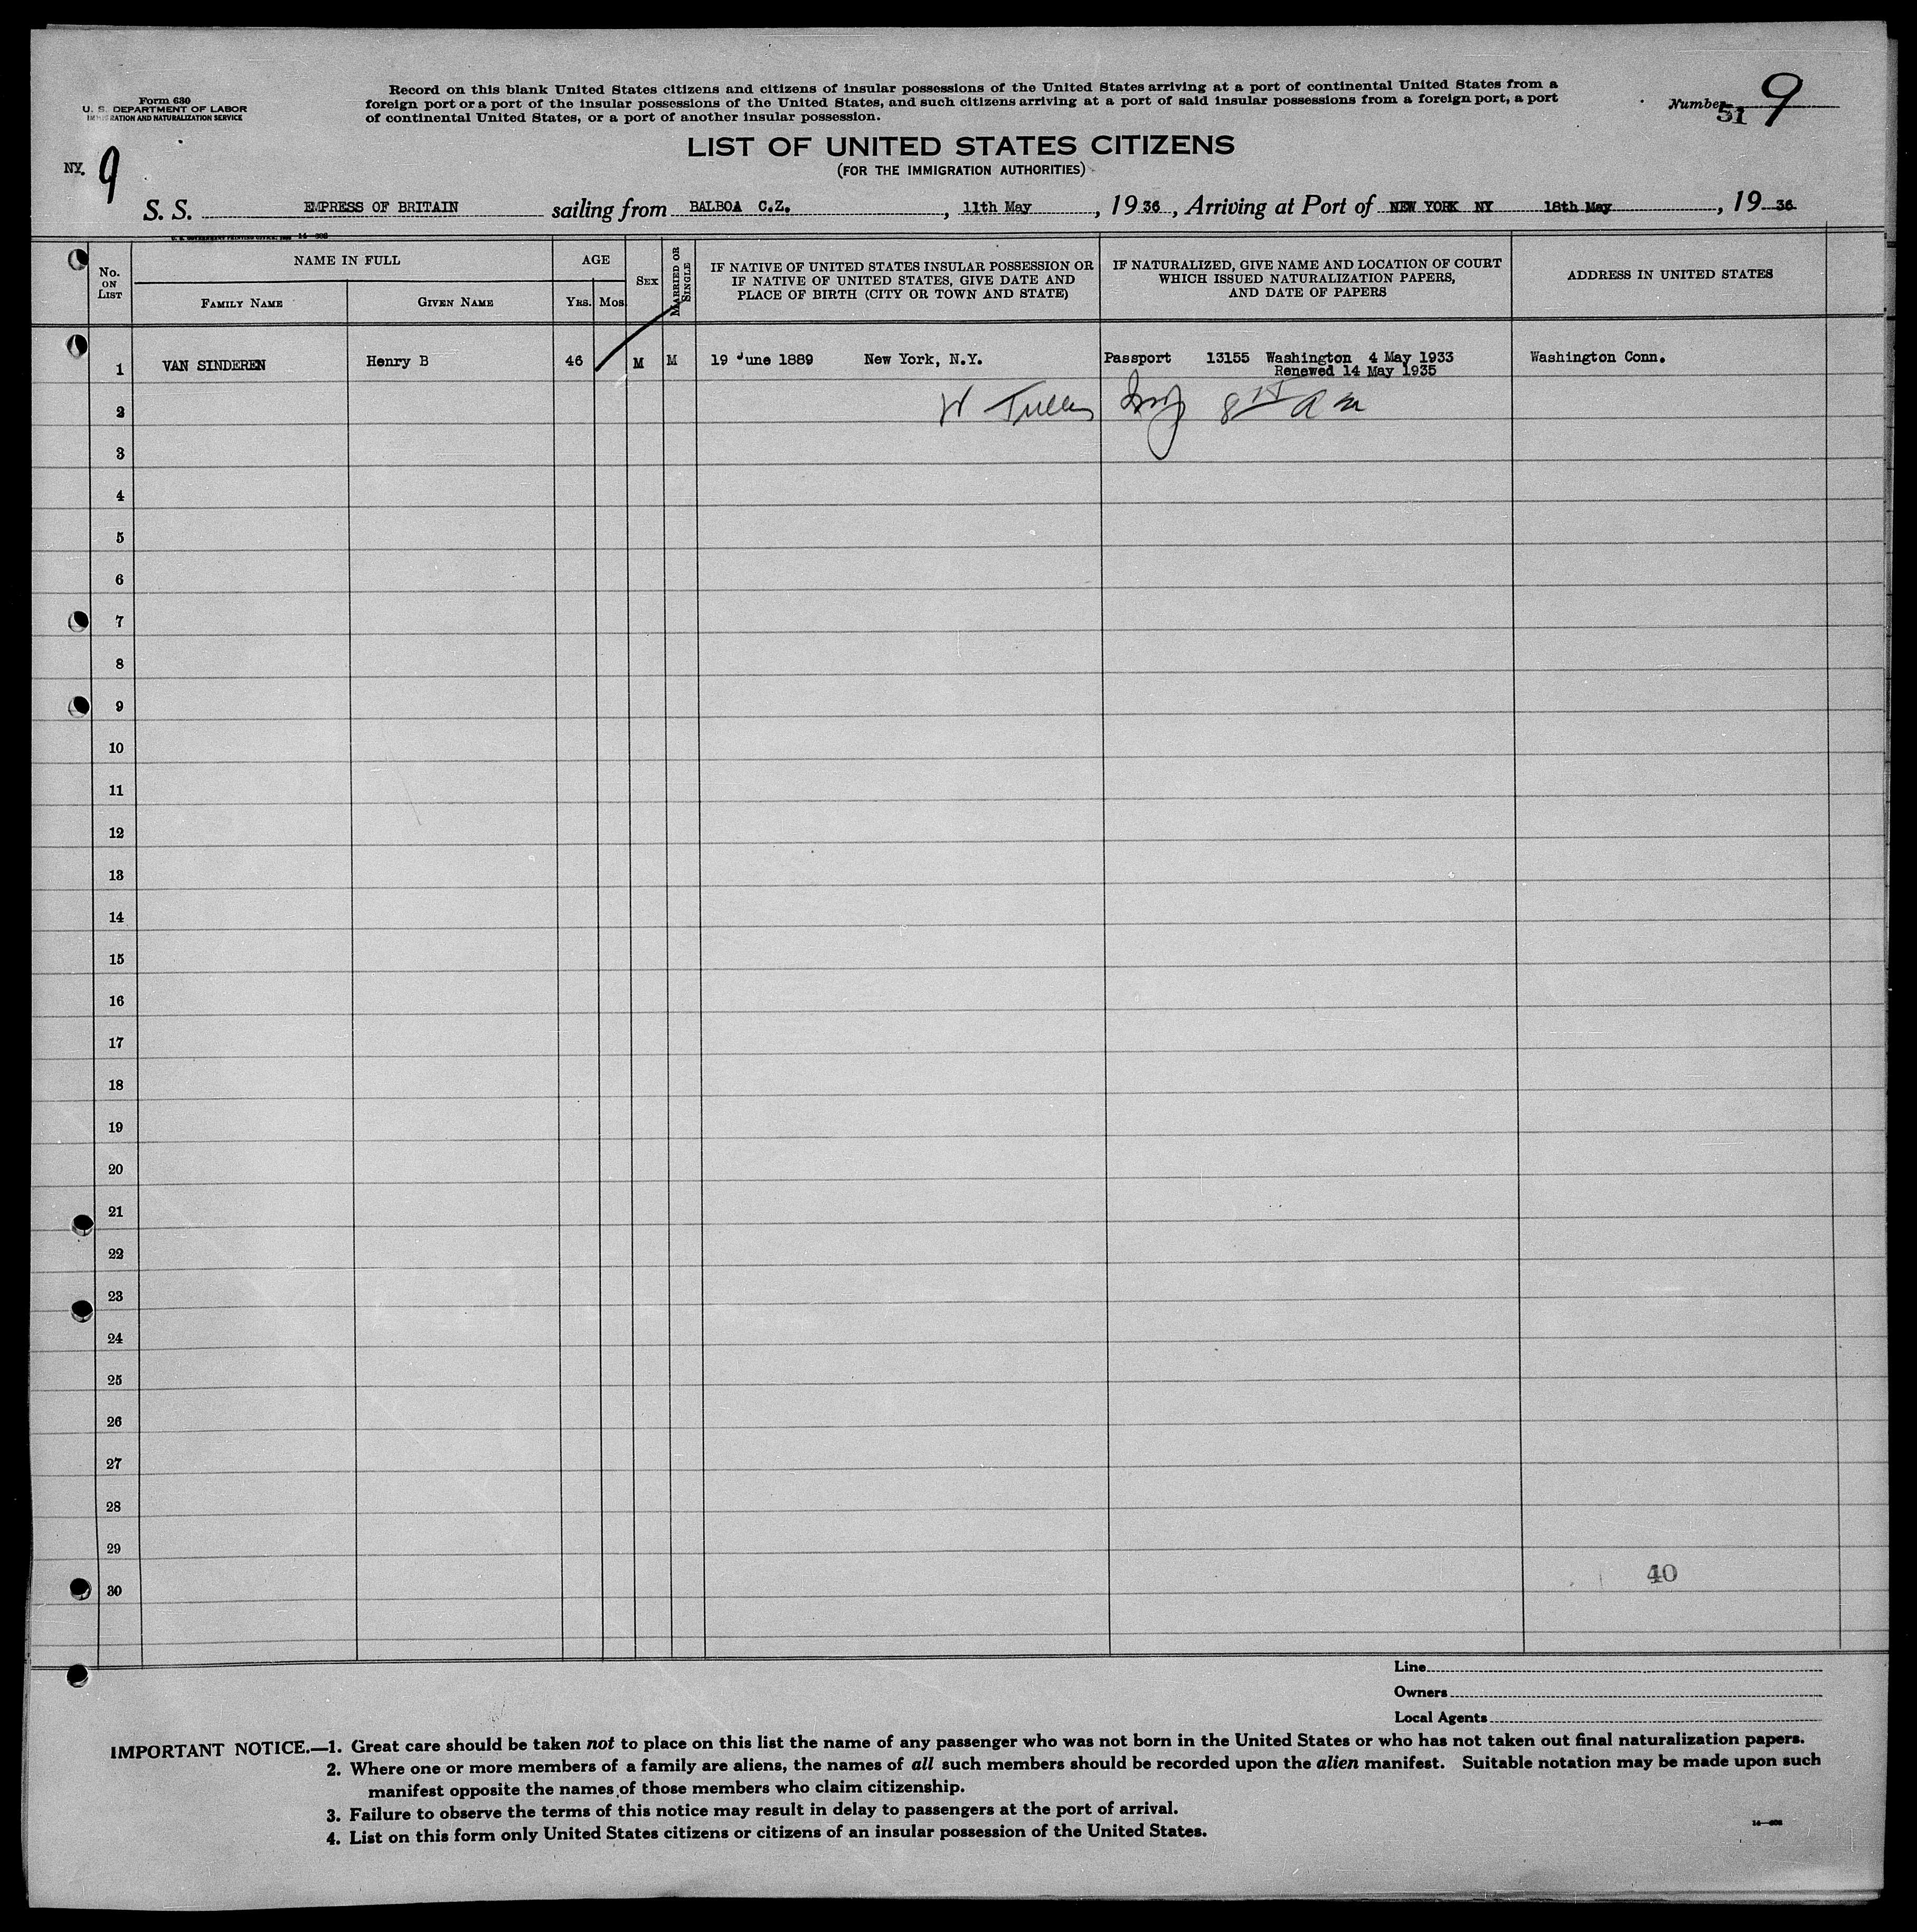 Form 630
U. S. DEPARTMENT OF LABOR
IMMIGRATION AND NATURALIZATION SERVICE
Record on this blank United States citizens and citizens of insular possessions of the United States arriving at a port of continental United States from a
foreign port or a port of the insular possessions of the United States, and such citizens arriving at a port of said insular possessions from a foreign port, a port
of continental United States, or a port of another insular possession.
Number 51 9
LIST OF UNITED STATES CITIZENS
(FOR THE IMMIGRATION AUTHORITIES)
NY. 9
S. S. EMPRESS OF BRITAIN sailing from BALBOA C.Z., 11th May, 19 36, Arriving at Port of NEW YORK NY 18th May, 19 36
No. ON LIST
NAME IN FULL
FAMILY NAME
GIVEN NAME
AGE
YRS.
MOS.
SEX
MARRIED OR SINGLE
IF NATIVE OF UNITED STATES INSULAR POSSESSION OR
IF NATIVE OF UNITED STATES, GIVE DATE AND
PLACE OF BIRTH (CITY OR TOWN AND STATE)
IF NATURALIZED, GIVE NAME AND LOCATION OF COURT
WHICH ISSUED NATURALIZATION PAPERS,
AND DATE OF PAPERS
ADDRESS IN UNITED STATES
1 VAN SINDEREN Henry B 46 M M 19 June 1889 New York, N.Y. Passport 13155 Washington 4 May 1933 Washington Conn.
Renewed 14 May 1935
2
3
4
5
6
7
8
9
10
11
12
13
14
15
16
17
18
19
20
21
22
23
24
25
26
27
28
29
30
40
Line
Owners
Local Agents
IMPORTANT NOTICE.—1. Great care should be taken not to place on this list the name of any passenger who was not born in the United States or who has not taken out final naturalization papers.
2. Where one or more members of a family are aliens, the names of all such members should be recorded upon the alien manifest. Suitable notation may be made upon such
manifest opposite the names of those members who claim citizenship.
3. Failure to observe the terms of this notice may result in delay to passengers at the port of arrival.
4. List on this form only United States citizens or citizens of an insular possession of the United States.